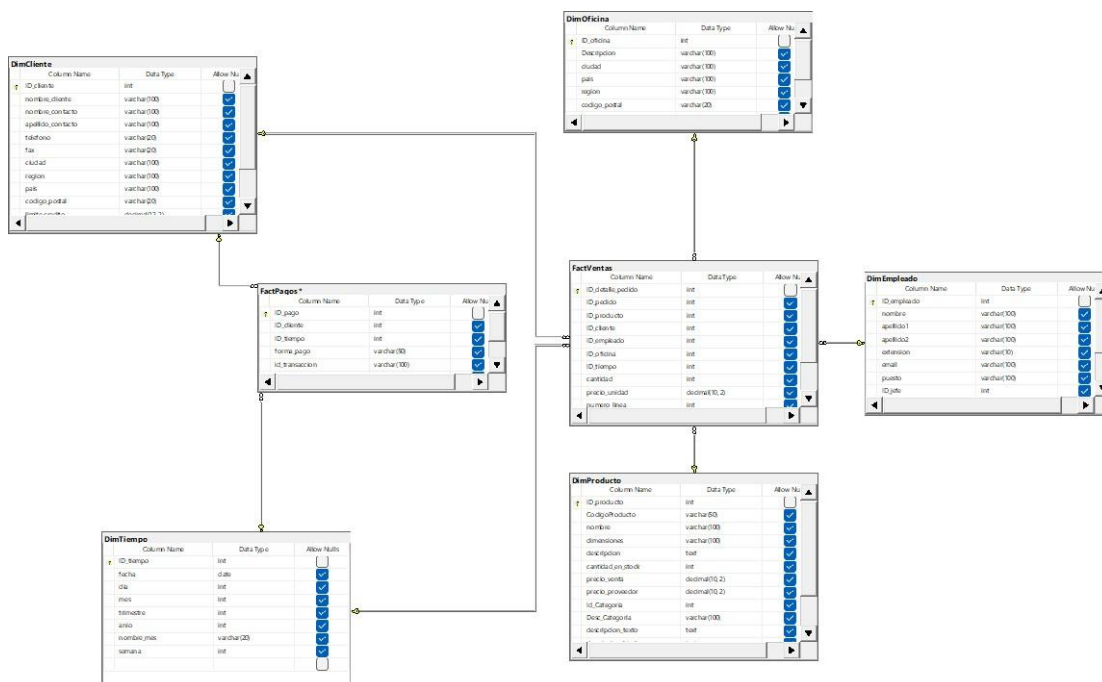 DimOficina
Column Name Data Type Allow Nu
ID_oficina int
Descripcion varchar(100)
ciudad varchar(100)
pais varchar(100)
region varchar(100)
codigo_postal varchar(20)
DimCliente
Column Name Data Type Allow Nu
ID_cliente int
nombre_cliente varchar(100)
nombre_contacto varchar(100)
apellido_contacto varchar(100)
telefono varchar(20)
fax varchar(20)
ciudad varchar(100)
region varchar(100)
pais varchar(100)
codigo_postal varchar(20)
FactPagos *
Column Name Data Type Allow Nu
ID_pago int
ID_cliente int
ID_tiempo int
forma_pago varchar(50)
id_transaccion varchar(100)
FactVentas
Column Name Data Type Allow Nu
ID_detalle_pedido int
ID_pedido int
ID_producto int
ID_cliente int
ID_empleado int
ID_oficina int
ID_tiempo int
cantidad int
precio_unidad decimal(10, 2)
numero_linea int
DimEmpleado
Column Name Data Type Allow N
ID_empleado int
nombre varchar(100)
apellido1 varchar(100)
apellido2 varchar(100)
extension varchar(10)
email varchar(100)
puesto varchar(100)
ID_jefe int
DimProducto
Column Name Data Type Allow Nu
ID_producto int
CodigoProducto varchar(50)
nombre varchar(100)
dimensiones varchar(100)
descripcion text
cantidad_en_stock int
precio_venta decimal(10, 2)
precio_proveedor decimal(10, 2)
Id_Categoria int
Desc_Categoria varchar(100)
descripcion_texto text
DimTiempo
Column Name Data Type Allow Nulls
ID_tiempo int
fecha date
dia int
mes int
trimestre int
anio int
nombre_mes varchar(20)
semana int